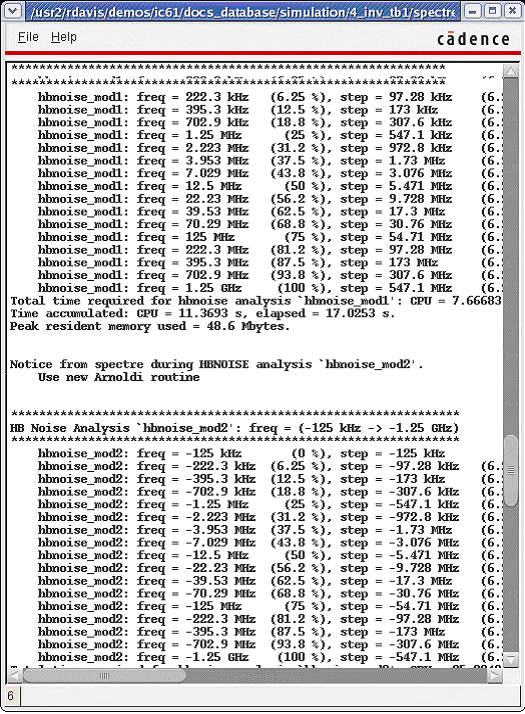 /usr2/rdavis/demos/ic61/docs_database/simulation/4_inv_tb1/spectre
File Help
cādence
****************************************************************
****************************************************************
hbnoise_mod1: freq = 222.3 kHz (6.25 %), step = 97.28 kHz (6.
hbnoise_mod1: freq = 395.3 kHz (12.5 %), step = 173 kHz (6.
hbnoise_mod1: freq = 702.9 kHz (18.8 %), step = 307.6 kHz (6.
hbnoise_mod1: freq = 1.25 MHz (25 %), step = 547.1 kHz (6.
hbnoise_mod1: freq = 2.223 MHz (31.2 %), step = 972.8 kHz (6.
hbnoise_mod1: freq = 3.953 MHz (37.5 %), step = 1.73 MHz (6.
hbnoise_mod1: freq = 7.029 MHz (43.8 %), step = 3.076 MHz (6.
hbnoise_mod1: freq = 12.5 MHz (50 %), step = 5.471 MHz (6.
hbnoise_mod1: freq = 22.23 MHz (56.2 %), step = 9.728 MHz (6.
hbnoise_mod1: freq = 39.53 MHz (62.5 %), step = 17.3 MHz (6.
hbnoise_mod1: freq = 70.29 MHz (68.8 %), step = 30.76 MHz (6.
hbnoise_mod1: freq = 125 MHz (75 %), step = 54.71 MHz (6.
hbnoise_mod1: freq = 222.3 MHz (81.2 %), step = 97.28 MHz (6.
hbnoise_mod1: freq = 395.3 MHz (87.5 %), step = 173 MHz (6.
hbnoise_mod1: freq = 702.9 MHz (93.8 %), step = 307.6 MHz (6.
hbnoise_mod1: freq = 1.25 GHz (100 %), step = 547.1 MHz (6.
Total time required for hbnoise analysis `hbnoise_mod1': CPU = 7.66683
Time accumulated: CPU = 11.3693 s, elapsed = 17.0253 s.
Peak resident memory used = 48.6 Mbytes.
Notice from spectre during HBNOISE analysis `hbnoise_mod2'.
Use new Arnoldi routine
******************************************************************
HB Noise Analysis `hbnoise_mod2': freq = (-125 kHz -> -1.25 GHz)
******************************************************************
hbnoise_mod2: freq = -125 kHz (0 %), step = -125 kHz
hbnoise_mod2: freq = -222.3 kHz (6.25 %), step = -97.28 kHz (6.
hbnoise_mod2: freq = -395.3 kHz (12.5 %), step = -173 kHz (6.
hbnoise_mod2: freq = -702.9 kHz (18.8 %), step = -307.6 kHz (6.
hbnoise_mod2: freq = -1.25 MHz (25 %), step = -547.1 kHz (6.
hbnoise_mod2: freq = -2.223 MHz (31.2 %), step = -972.8 kHz (6.
hbnoise_mod2: freq = -3.953 MHz (37.5 %), step = -1.73 MHz (6.
hbnoise_mod2: freq = -7.029 MHz (43.8 %), step = -3.076 MHz (6.
hbnoise_mod2: freq = -12.5 MHz (50 %), step = -5.471 MHz (6.
hbnoise_mod2: freq = -22.23 MHz (56.2 %), step = -9.728 MHz (6.
hbnoise_mod2: freq = -39.53 MHz (62.5 %), step = -17.3 MHz (6.
hbnoise_mod2: freq = -70.29 MHz (68.8 %), step = -30.76 MHz (6.
hbnoise_mod2: freq = -125 MHz (75 %), step = -54.71 MHz (6.
hbnoise_mod2: freq = -222.3 MHz (81.2 %), step = -97.28 MHz (6.
hbnoise_mod2: freq = -395.3 MHz (87.5 %), step = -173 MHz (6.
hbnoise_mod2: freq = -702.9 MHz (93.8 %), step = -307.6 MHz (6.
hbnoise_mod2: freq = -1.25 GHz (100 %), step = -547.1 MHz (6.
6